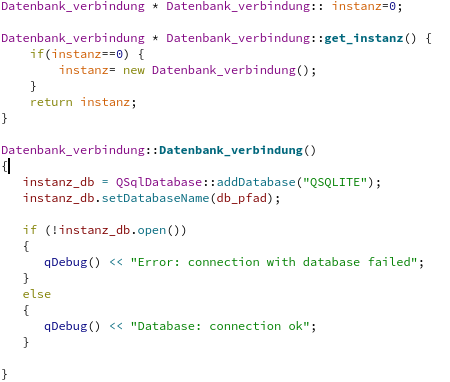 Datenbank_verbindung * Datenbank_verbindung:: instanz=0;
Datenbank_verbindung * Datenbank_verbindung::get_instanz() {
if(instanz==0) {
instanz= new Datenbank_verbindung();
}
return instanz;
}
Datenbank_verbindung::Datenbank_verbindung()
{
instanz_db = QSqlDatabase::addDatabase("QSQLITE");
instanz_db.setDatabaseName(db_pfad);
if (!instanz_db.open())
{
qDebug() << "Error: connection with database failed";
}
else
{
qDebug() << "Database: connection ok";
}
}